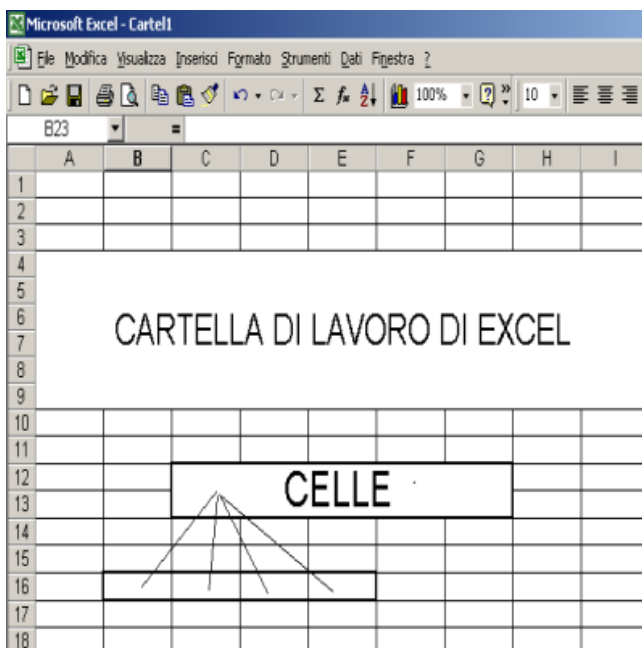 Microsoft Excel - Cartel1
File Modifica Visualizza Inserisci Formato Strumenti Dati Finestra ?
Σ fx 100% ? » 10
B23 =
A B C D E F G H I
1
2
3
4
5
6
CARTELLA DI LAVORO DI EXCEL
7
8
9
10
11
12
CELLE
13
14
15
16
17
18